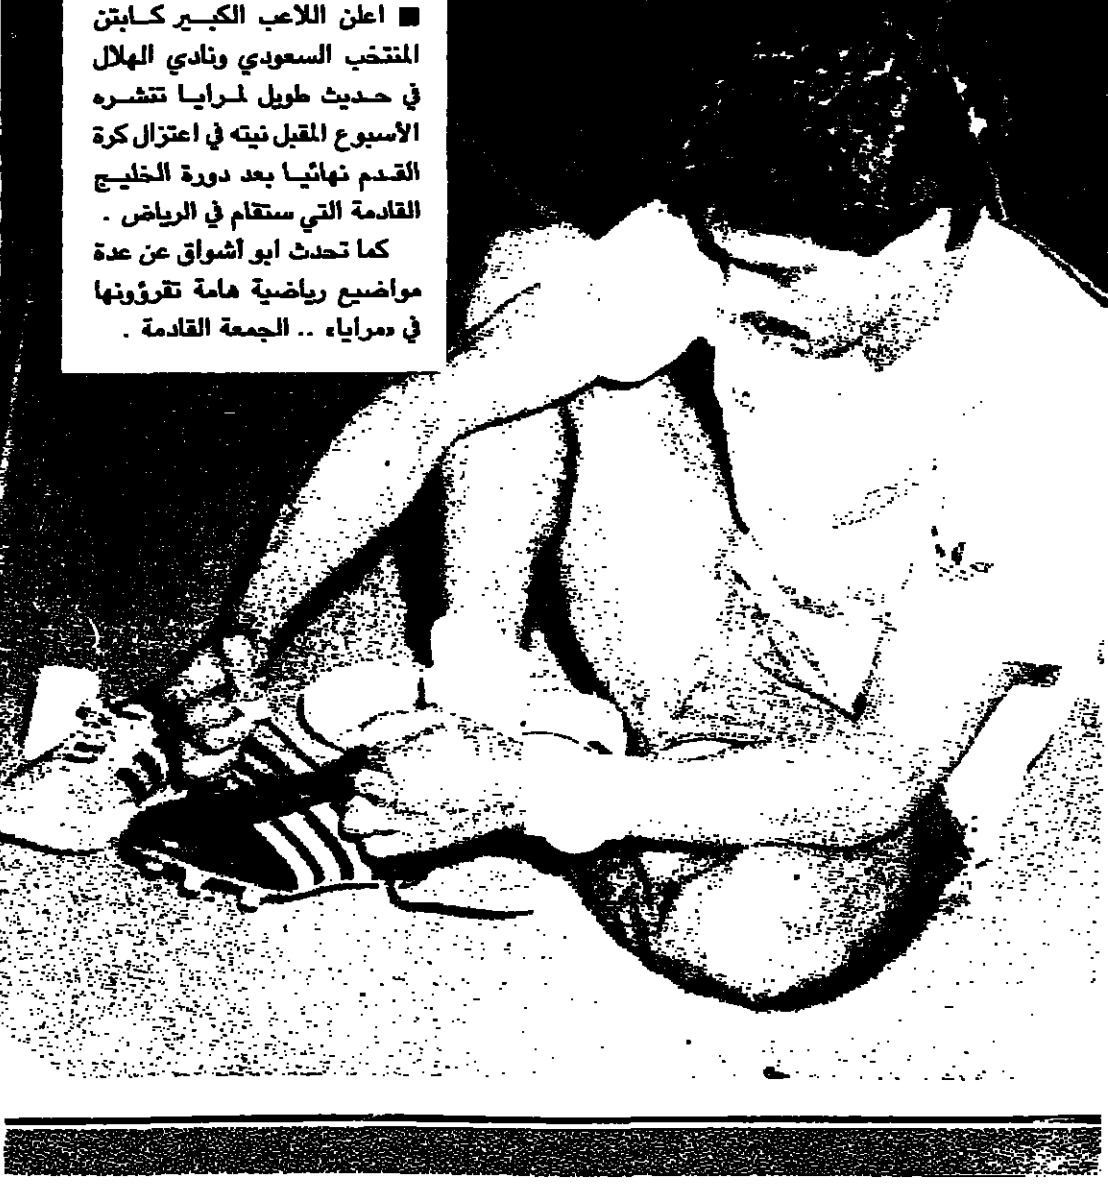 ■ اعلن اللاعب الكبير كابتن
المنتخب السعودي ونادي الهلال
في حديث طويل لمرايا تنشره
الأسبوع المقبل نيته في اعتزال كرة
القدم نهائيا بعد دورة الخليج
القادمة التي ستقام في الرياض .
كما تحدث ابو أشواق عن عدة
مواضيع رياضية هامة تقرؤونها
في «مرايا» .. الجمعة القادمة .